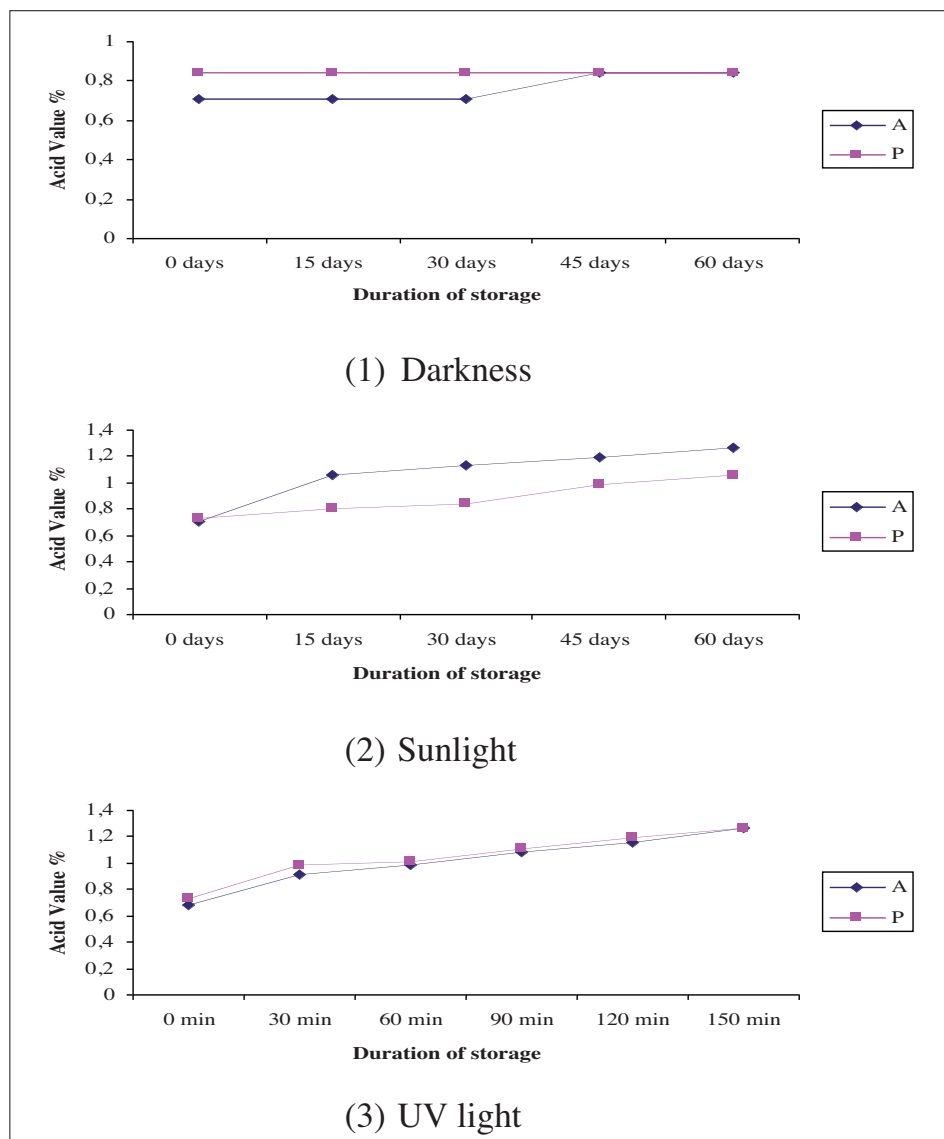 1
0,8
0,6
0,4
0,2
0
Acid Value %
0 days 15 days 30 days 45 days 60 days
Duration of storage
A
P
(1) Darkness
1,4
1,2
1
0,8
0,6
0,4
0,2
0
Acid Value %
0 days 15 days 30 days 45 days 60 days
Duration of storage
A
P
(2) Sunlight
1,4
1,2
1
0,8
0,6
0,4
0,2
0
Acid Value %
0 min 30 min 60 min 90 min 120 min 150 min
Duration of storage
A
P
(3) UV light